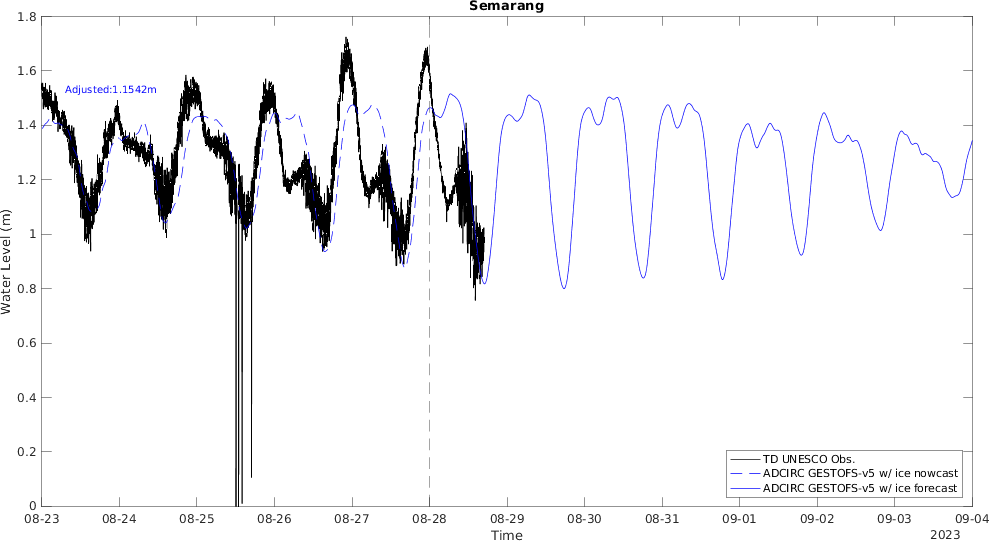 Semarang
1.8
1.6
1.4
1.2
1
0.8
0.6
0.4
0.2
0
Water Level (m)
Adjusted:1.1542m
TD UNESCO Obs.
ADCIRC GESTOFS-v5 w/ ice nowcast
ADCIRC GESTOFS-v5 w/ ice forecast
08-23 08-24 08-25 08-26 08-27 08-28 08-29 08-30 08-31 09-01 09-02 09-03 09-04
Time
2023